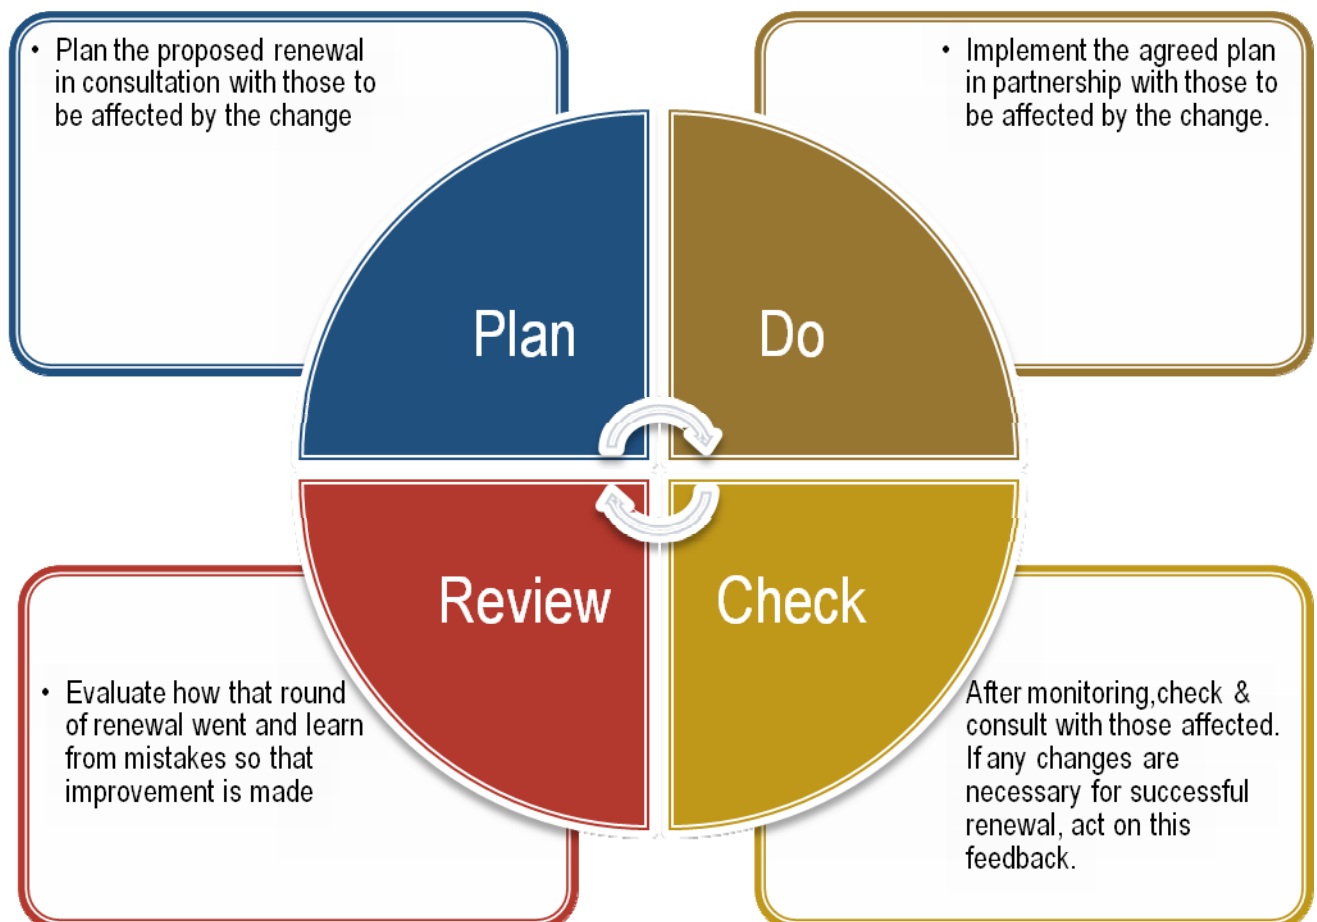 • Plan the proposed renewal
in consultation with those to
be affected by the change
• Implement the agreed plan
in partnership with those to
be affected by the change.
Plan
Do
Review
Check
• Evaluate how that round
of renewal went and learn
from mistakes so that
improvement is made
After monitoring,check &
consult with those affected.
If any changes are
necessary for successful
renewal, act on this
feedback.